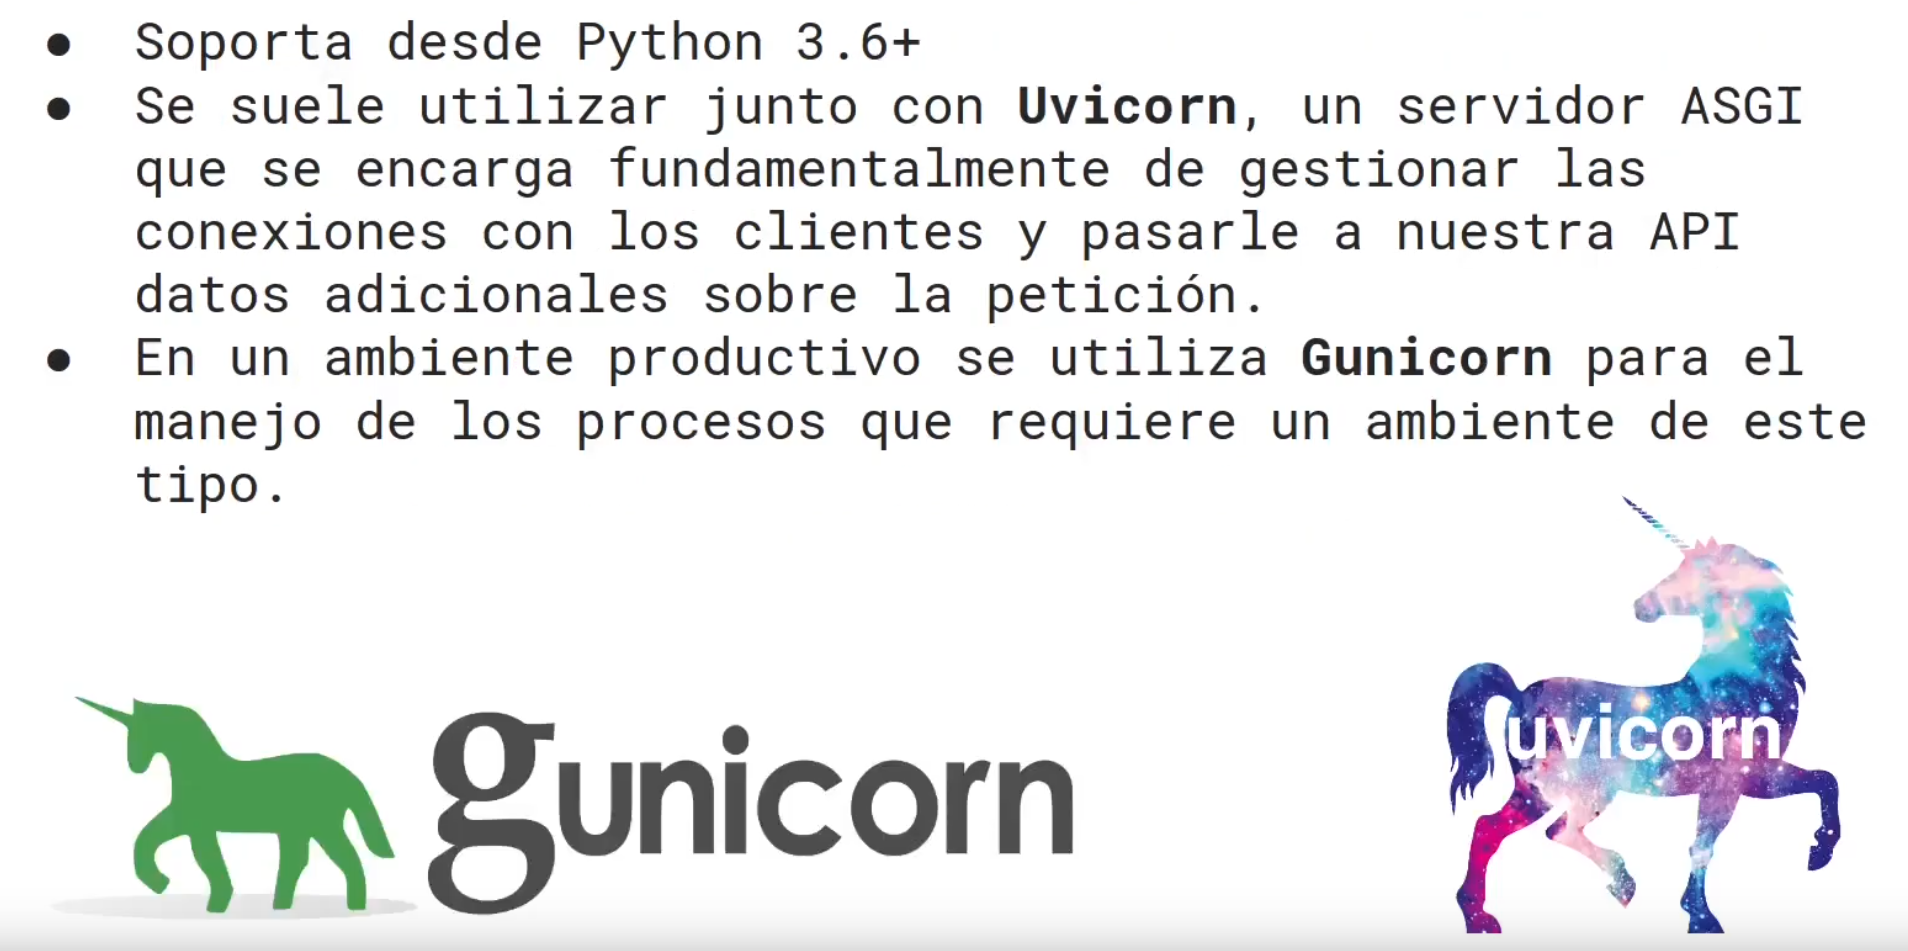 ● Soporta desde Python 3.6+
● Se suele utilizar junto con Uvicorn, un servidor ASGI
que se encarga fundamentalmente de gestionar las
conexiones con los clientes y pasarle a nuestra API
datos adicionales sobre la petición.
● En un ambiente productivo se utiliza Gunicorn para el
manejo de los procesos que requiere un ambiente de este
tipo.
gunicorn
uvicorn